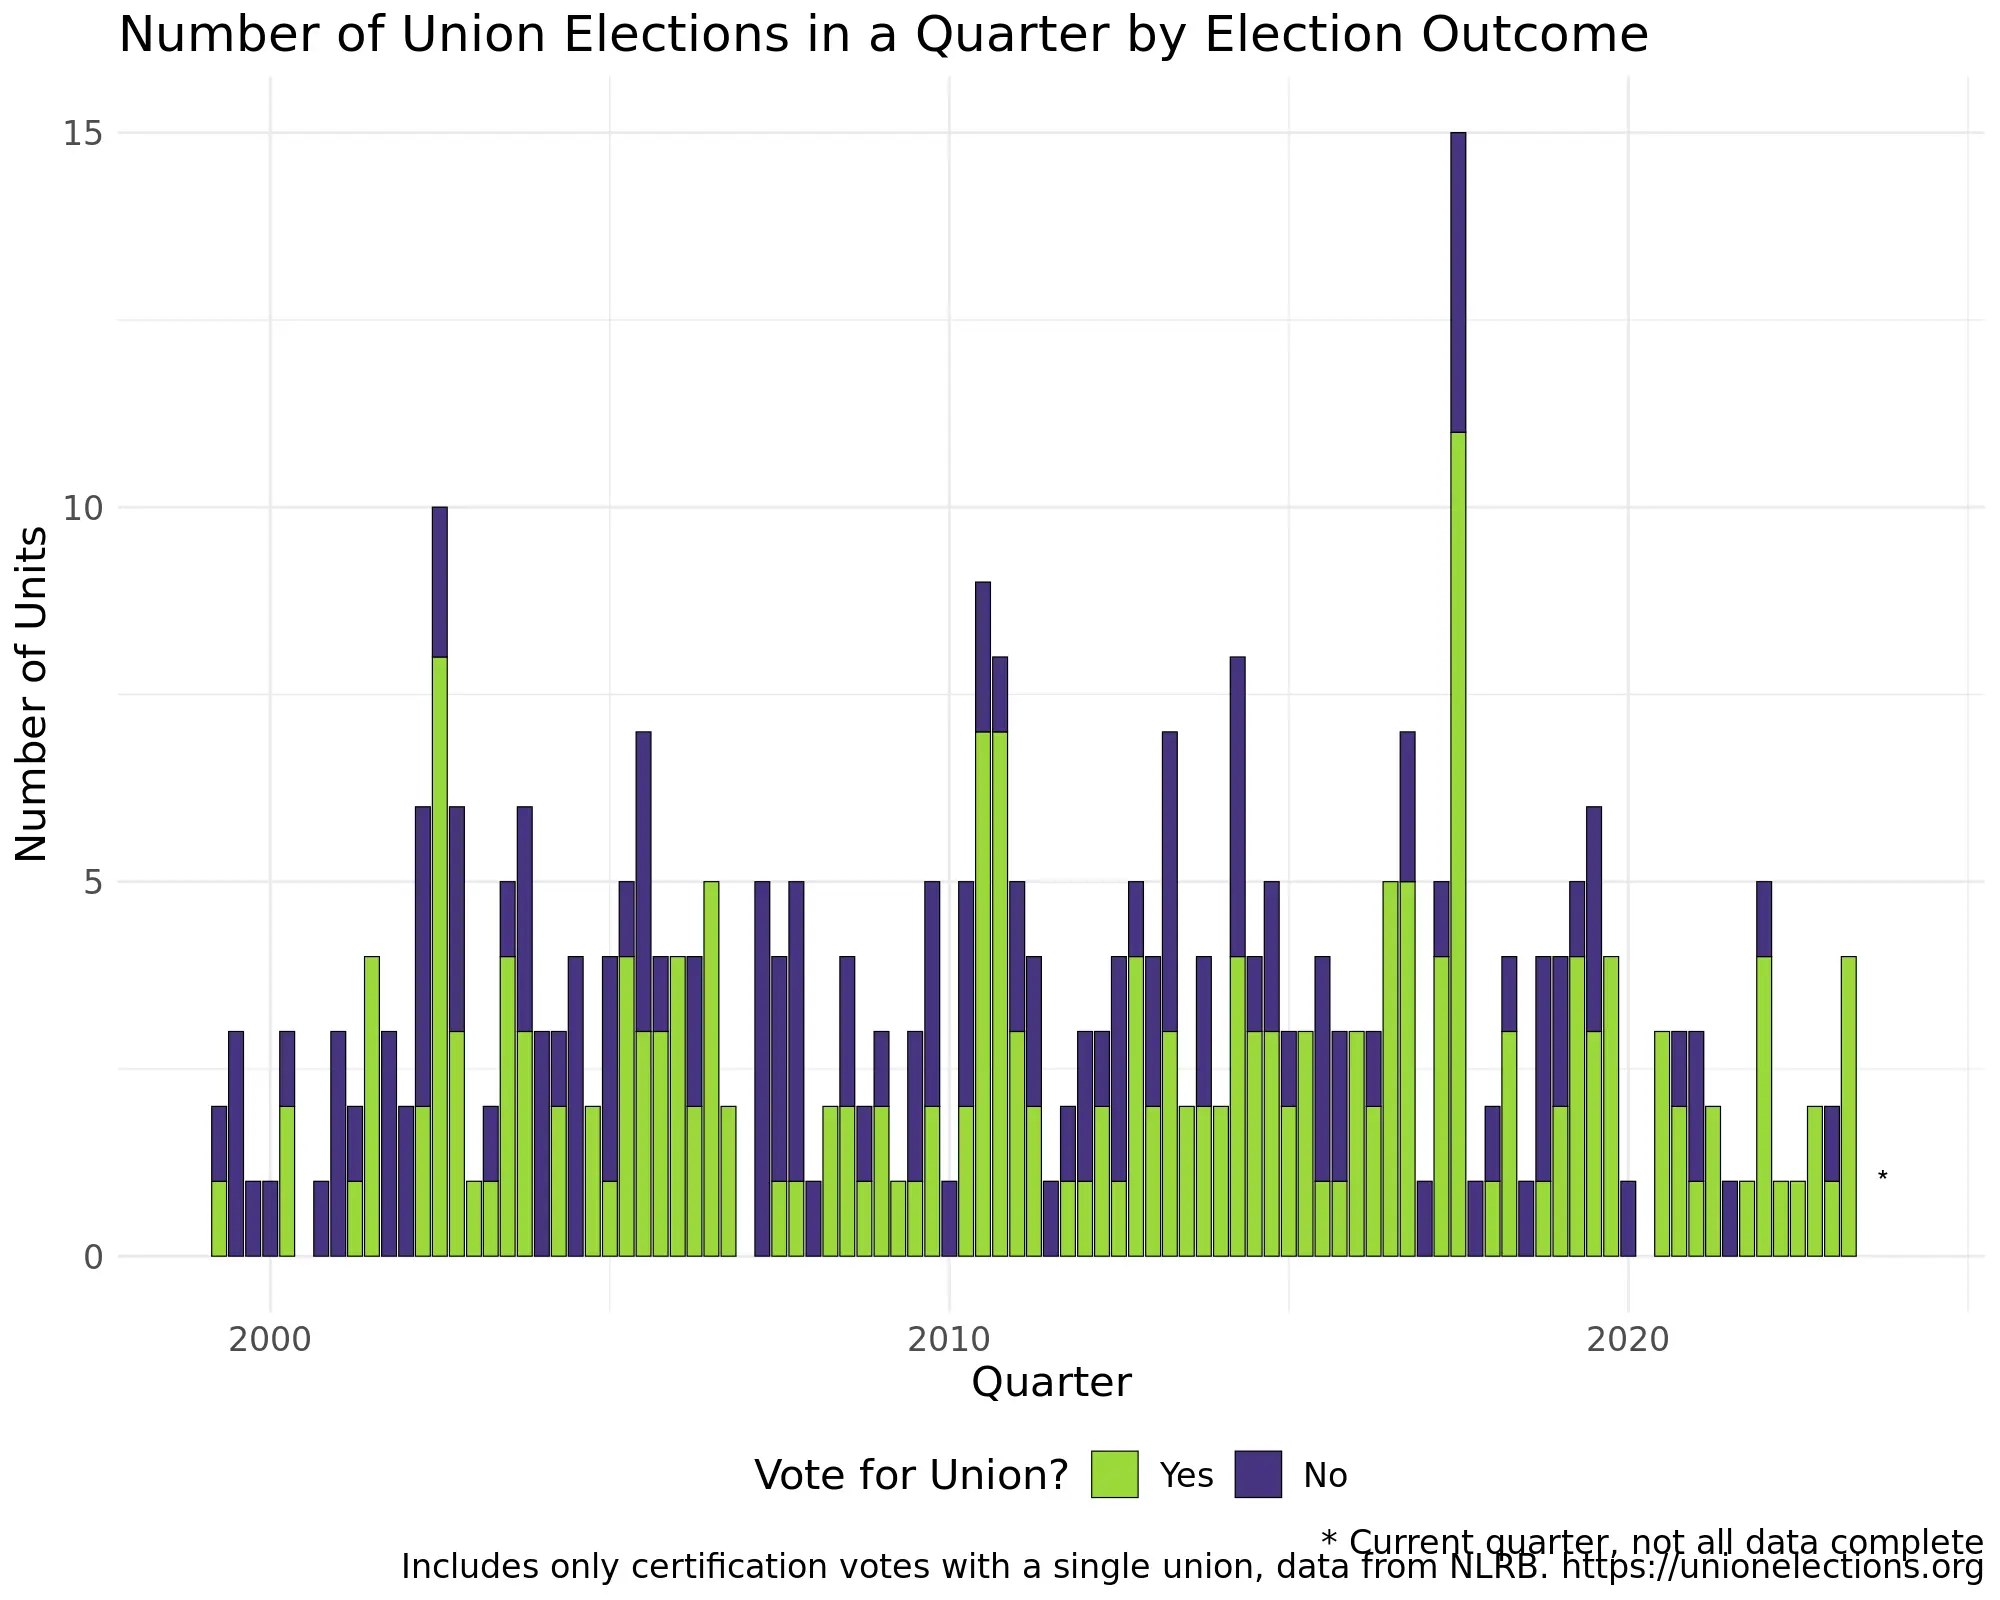 Number of Union Elections in a Quarter by Election Outcome
15
10
5
0
Number of Units
2000 2010 2020
Quarter
Vote for Union? Yes No
*
* Current quarter, not all data complete
Includes only certification votes with a single union, data from NLRB. https://unionelections.org